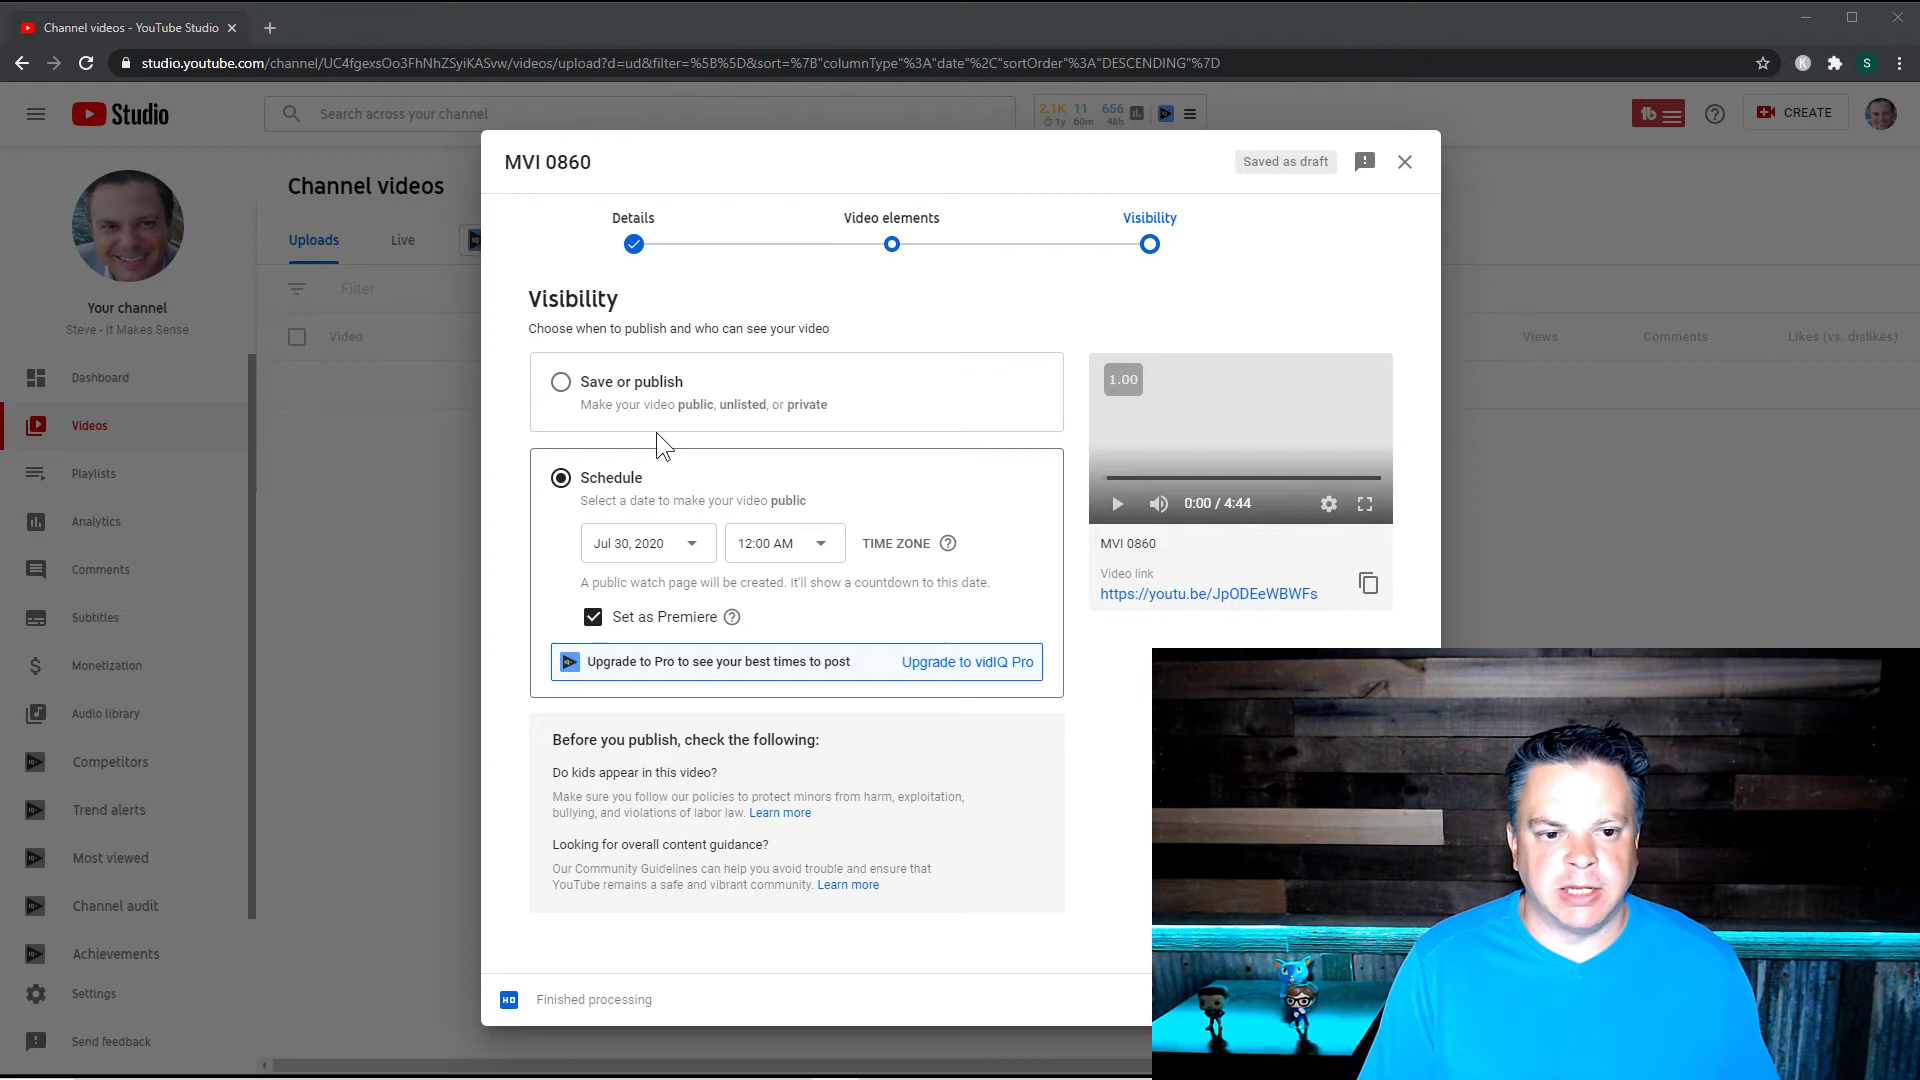 Channel videos - YouTube Studio
studio.youtube.com/channel/UC4fgexsOo3FhNhZSyiKASvw/videos/upload?d=ud&filter=%5B%5D&sort=%7B"columnType"%3A"date"%2C"sortOrder"%3A"DESCENDING"%7D
K
S
Studio
Search across your channel
2.1K 11 656
1y 60m 48h
tb
CREATE
MVI 0860
Saved as draft
Details
Video elements
Visibility
Channel videos
Uploads
Live
Filter
Video
Views
Comments
Likes (vs. dislikes)
Your channel
Steve - It Makes Sense
Dashboard
Videos
Playlists
Analytics
Comments
Subtitles
Monetization
Audio library
Competitors
Trend alerts
Most viewed
Channel audit
Achievements
Settings
Send feedback
Visibility
Choose when to publish and who can see your video
Save or publish
Make your video public, unlisted, or private
Schedule
Select a date to make your video public
Jul 30, 2020
12:00 AM
TIME ZONE
A public watch page will be created. It'll show a countdown to this date.
Set as Premiere
Upgrade to Pro to see your best times to post
Upgrade to vidIQ Pro
Before you publish, check the following:
Do kids appear in this video?
Make sure you follow our policies to protect minors from harm, exploitation,
bullying, and violations of labor law. Learn more
Looking for overall content guidance?
Our Community Guidelines can help you avoid trouble and ensure that
YouTube remains a safe and vibrant community. Learn more
1.00
0:00 / 4:44
MVI 0860
Video link
https://youtu.be/JpODEeWBWFs
HD
Finished processing